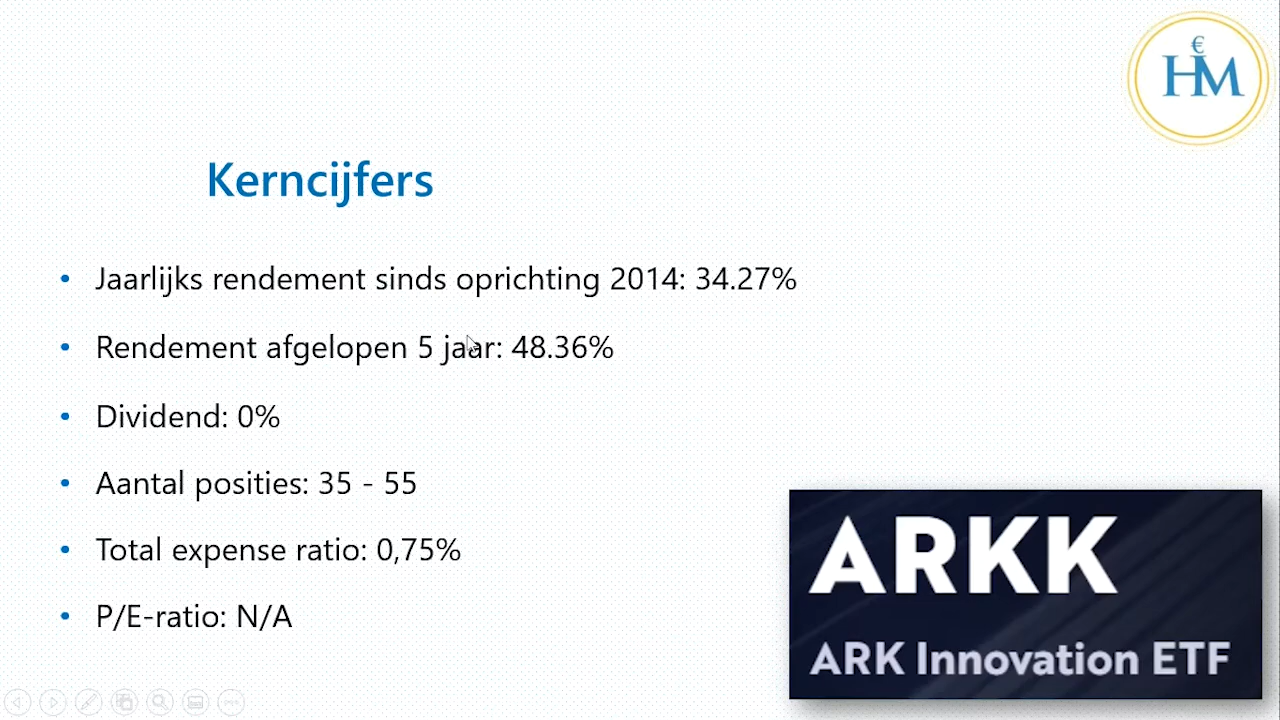 €
HM
Kerncijfers
• Jaarlijks rendement sinds oprichting 2014: 34.27%
• Rendement afgelopen 5 jaar: 48.36%
• Dividend: 0%
• Aantal posities: 35 - 55
• Total expense ratio: 0,75%
• P/E-ratio: N/A
ARKK
ARK Innovation ETF